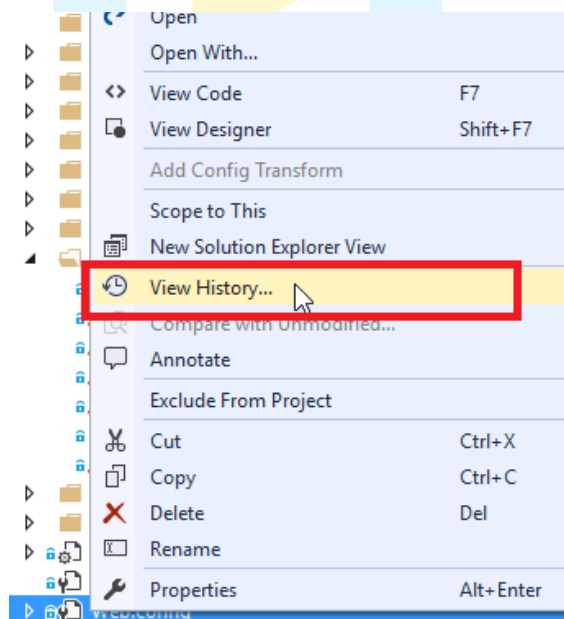 Open
Open With...
View Code F7
View Designer Shift+F7
Add Config Transform
Scope to This
New Solution Explorer View
View History...
Compare with Unmodified...
Annotate
Exclude From Project
Cut Ctrl+X
Copy Ctrl+C
Delete Del
Rename
Properties Alt+Enter
Web.config